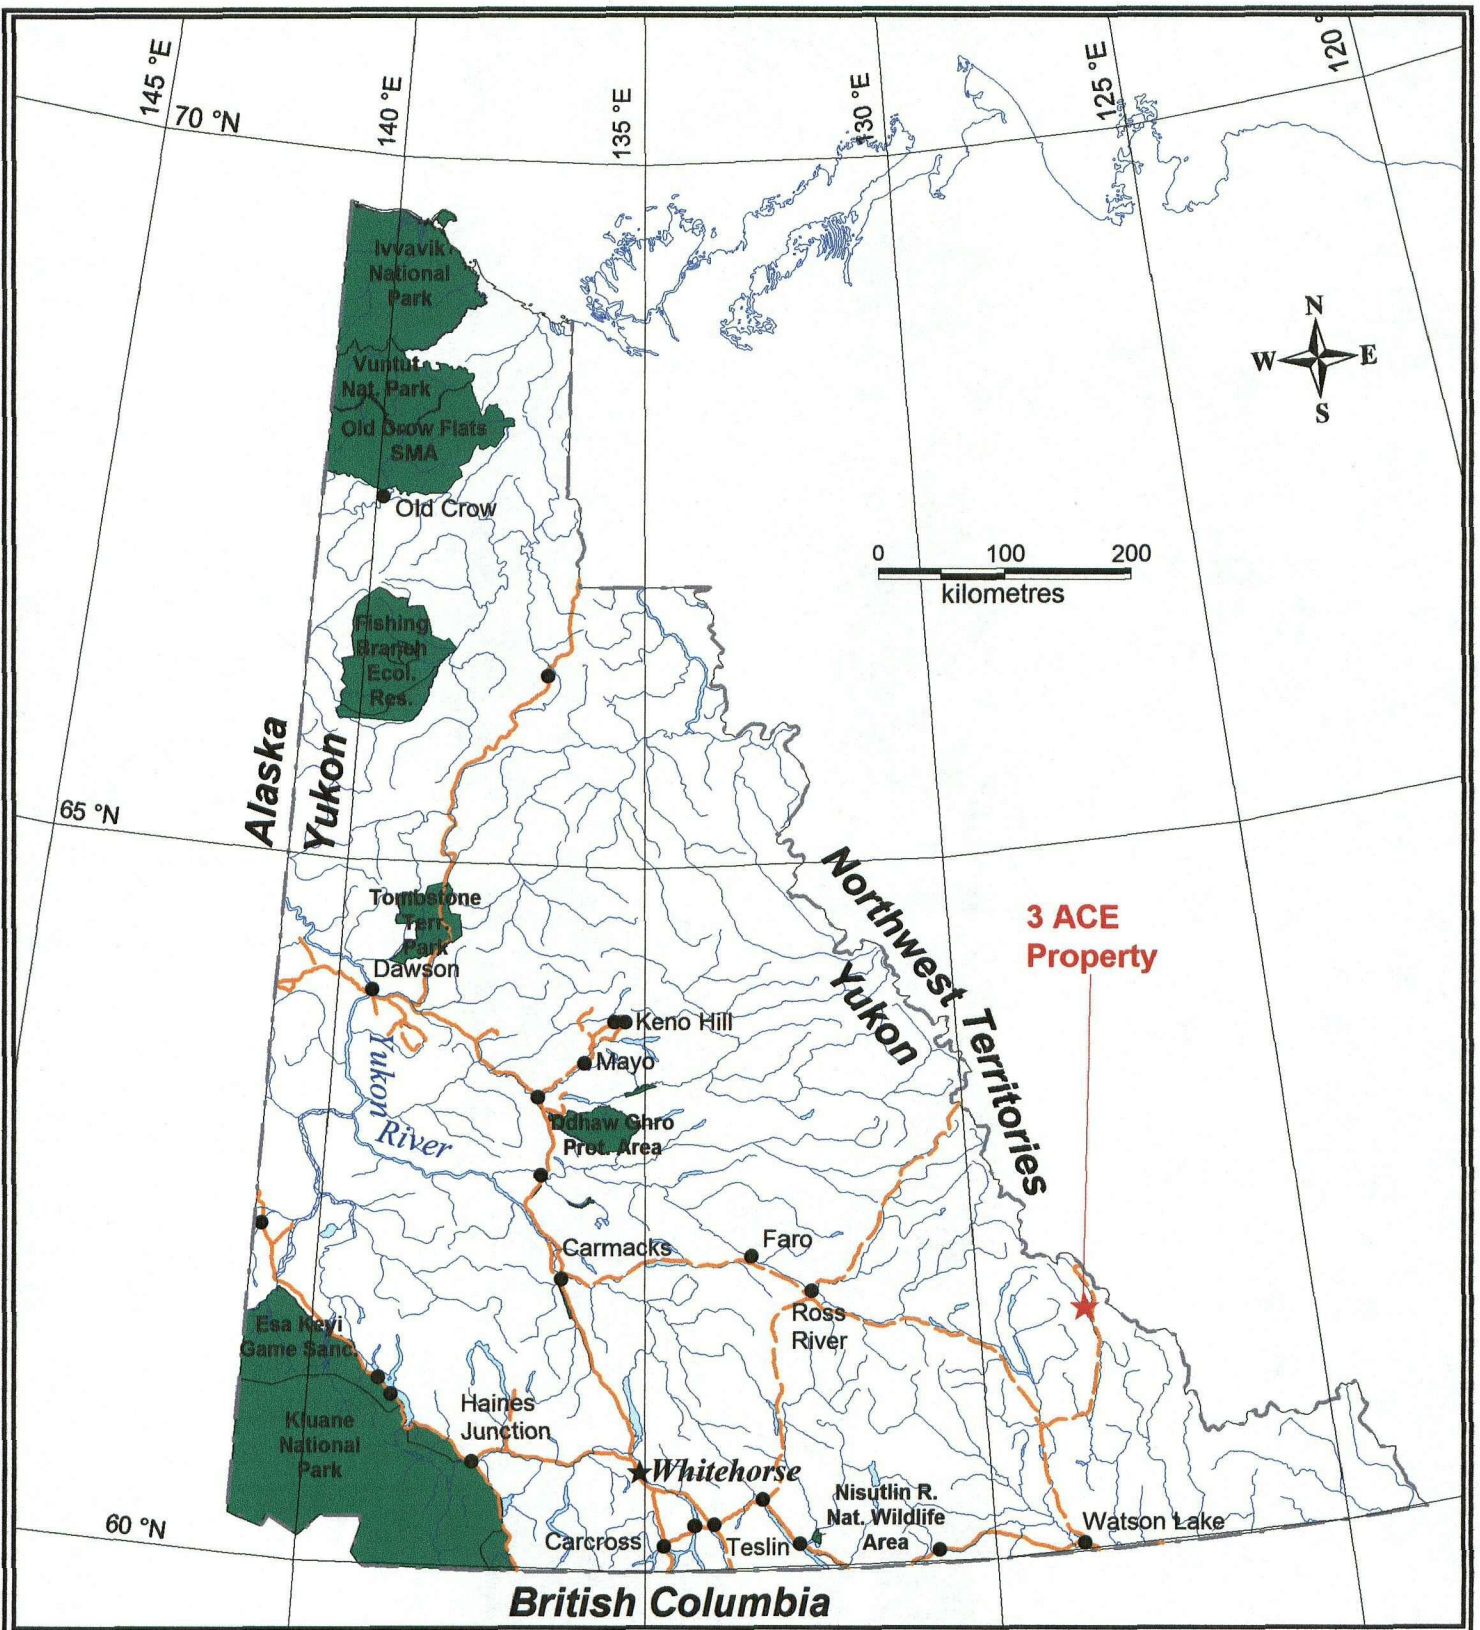 145 °E
140 °E
135 °E
130 °E
125 °E
120 °
70 °N
Ivvavik
National
Park
Vuntut
Nat. Park
Old Crow Flats
SMA
Old Crow
N
W
E
S
0 100 200
kilometres
Fishing
Branch
Ecol.
Res.
Alaska
Yukon
65 °N
Northwest Territories
Yukon
3 ACE
Property
Tombstone
Terr.
Park
Dawson
Keno Hill
Mayo
Yukon
River
Ddhaw Ghro
Prot. Area
Carmacks
Faro
Ross
River
Esa Keyi
Game Sanc.
Kluane
National
Park
Haines
Junction
Whitehorse
Nisutlin R.
Nat. Wildlife
Area
Carcross
Teslin
Watson Lake
60 °N
British Columbia